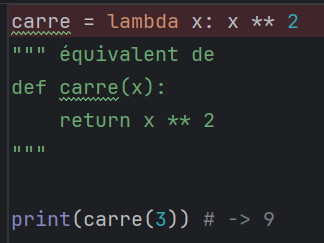 carre = lambda x: x ** 2
""" équivalent de
def carre(x):
    return x ** 2
"""

print(carre(3)) # -> 9